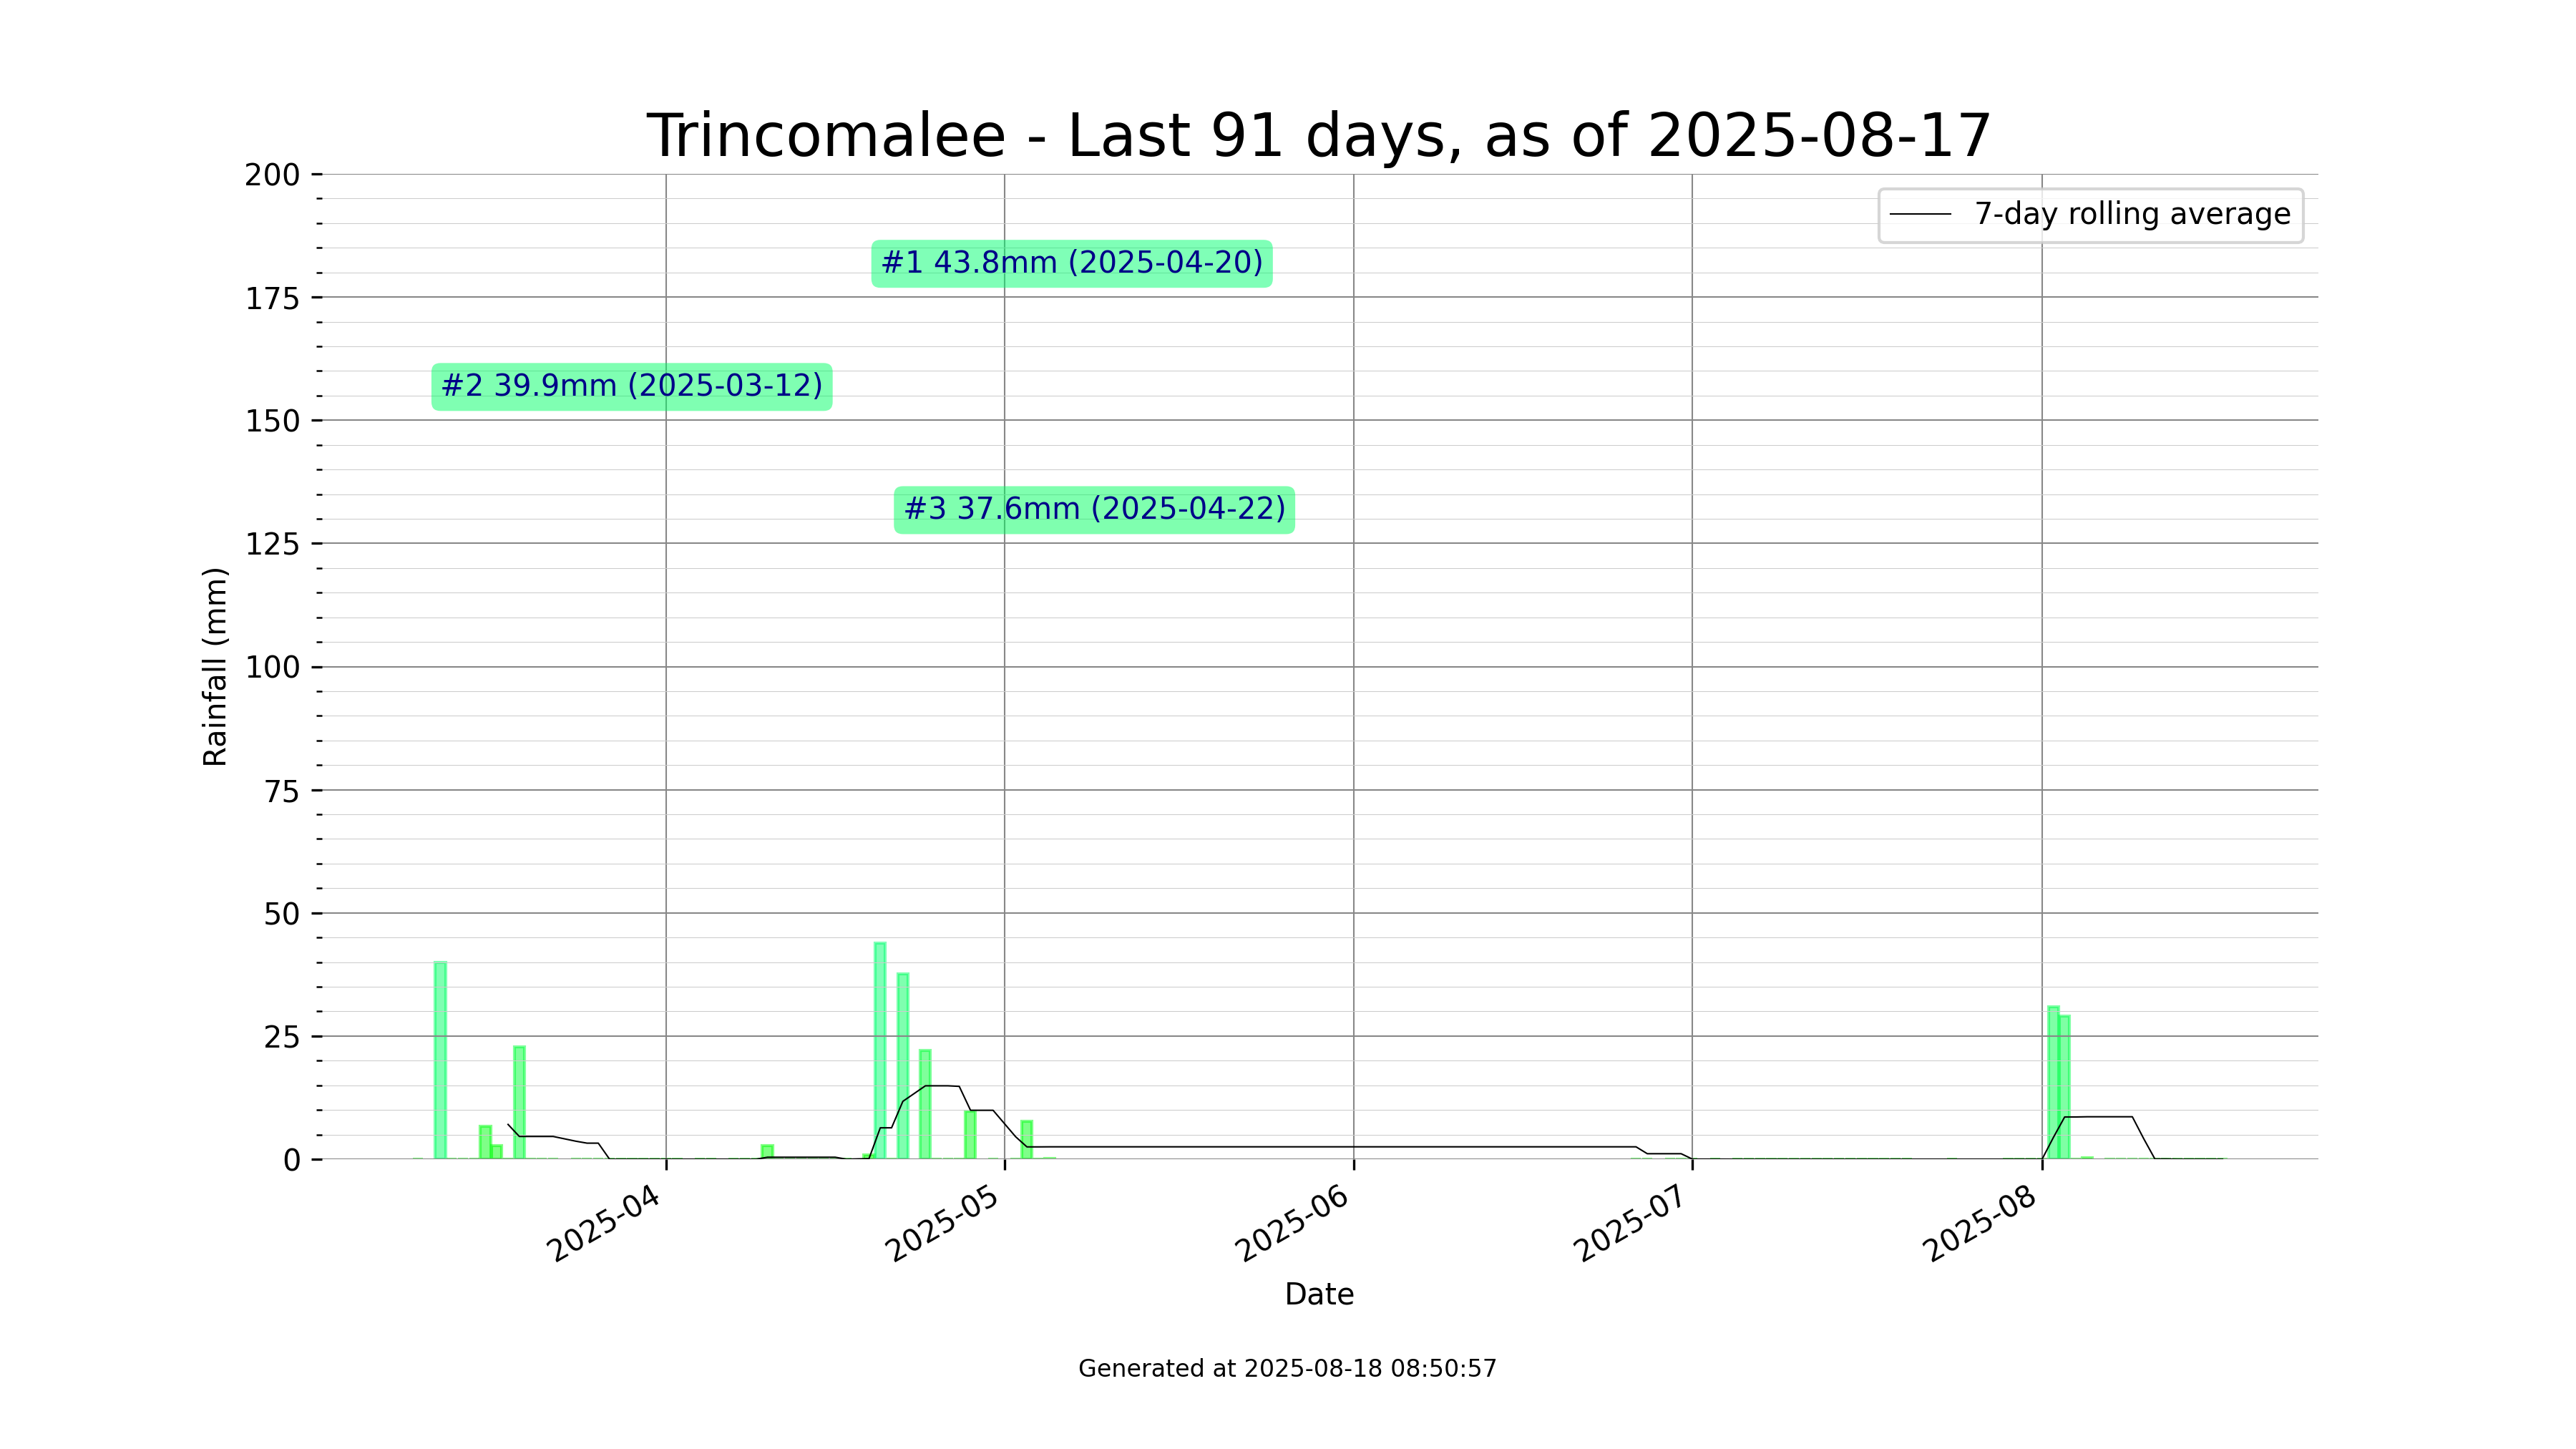 Trincomalee - Last 91 days, as of 2025-08-17
7-day rolling average
#1 43.8mm (2025-04-20)
#2 39.9mm (2025-03-12)
#3 37.6mm (2025-04-22)
Rainfall (mm)
200
175
150
125
100
75
50
25
0
2025-04
2025-05
2025-06
2025-07
2025-08
Date
Generated at 2025-08-18 08:50:57